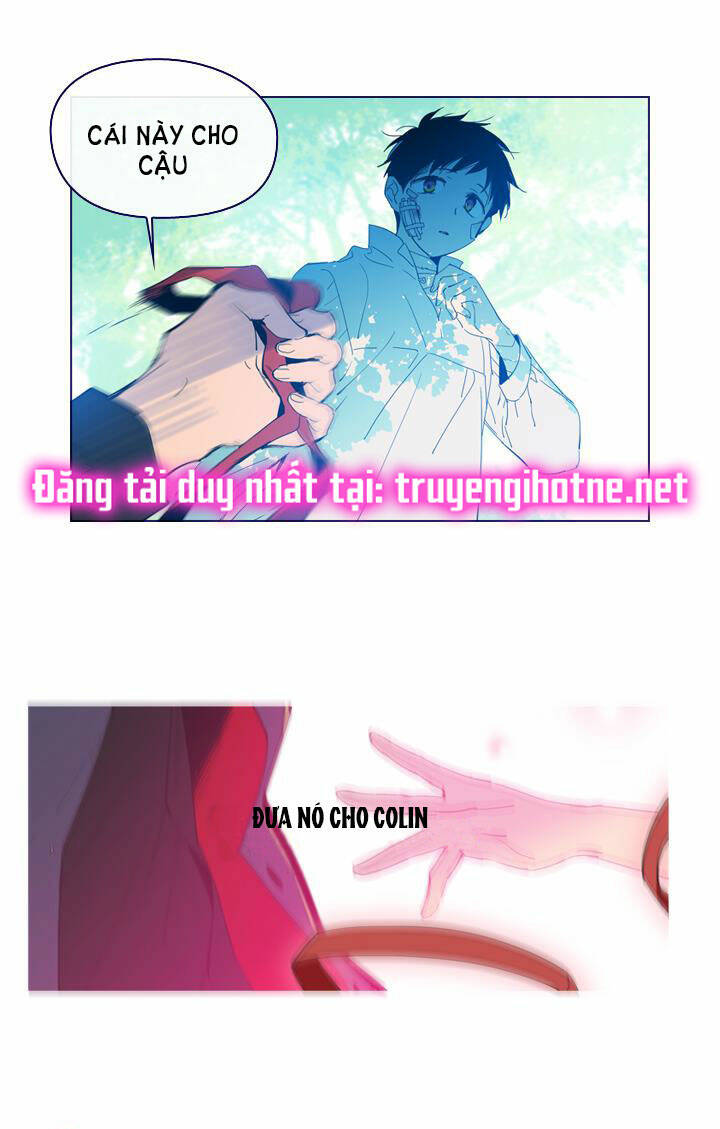 CÁI NÀY CHO
CẬU
Đăng tải duy nhất tại: truyengihotne.net
ĐƯA NÓ CHO COLIN